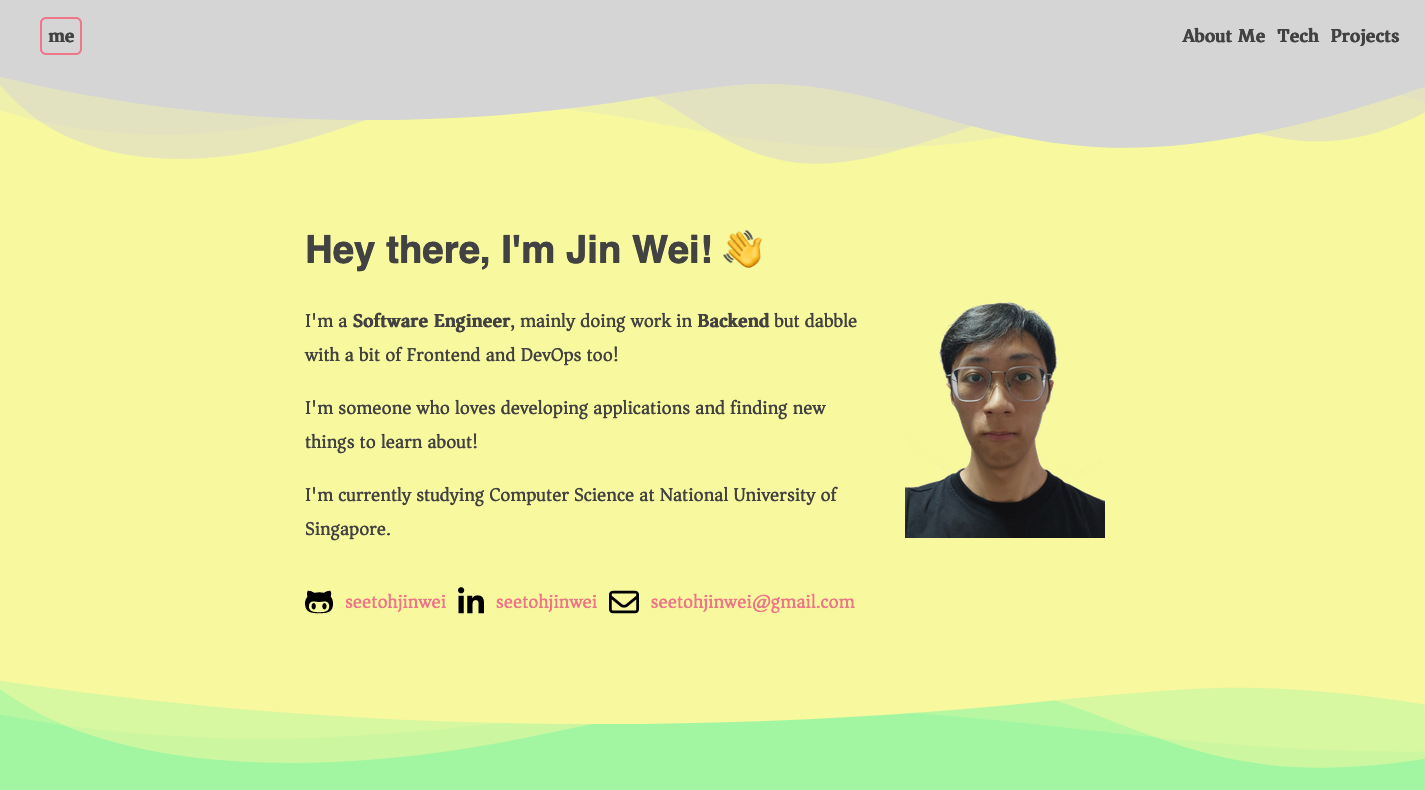 me
About Me Tech Projects
Hey there, I'm Jin Wei! 👋
I'm a Software Engineer, mainly doing work in Backend but dabble
with a bit of Frontend and DevOps too!
I'm someone who loves developing applications and finding new
things to learn about!
I'm currently studying Computer Science at National University of
Singapore.
seetohjinwei seetohjinwei seetohjinwei@gmail.com